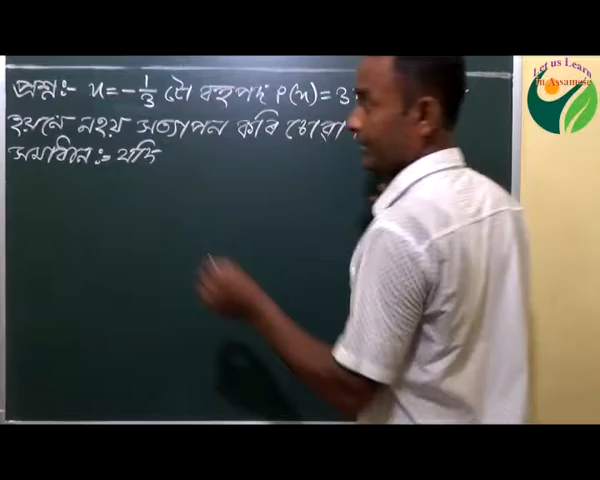 প্ৰশ্ন:- x=-1/3 টো বহুপদ P(x)=3
হয়নে নহয় সত্যাপন কৰি চোৱা
সমাধান:- যদি
Let us Learn
in Assamese